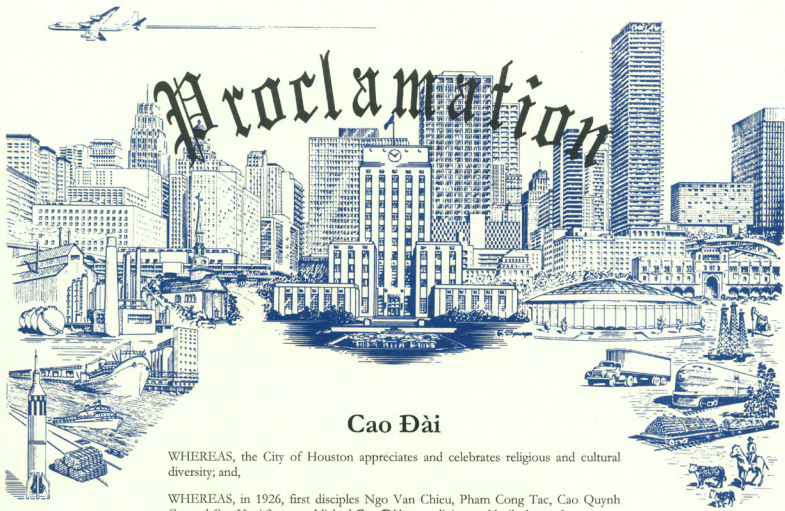 Proclamation
Cao Đài
WHEREAS, the City of Houston appreciates and celebrates religious and cultural
diversity; and,
WHEREAS, in 1926, first disciples Ngo Van Chieu, Pham Cong Tac, Cao Quynh